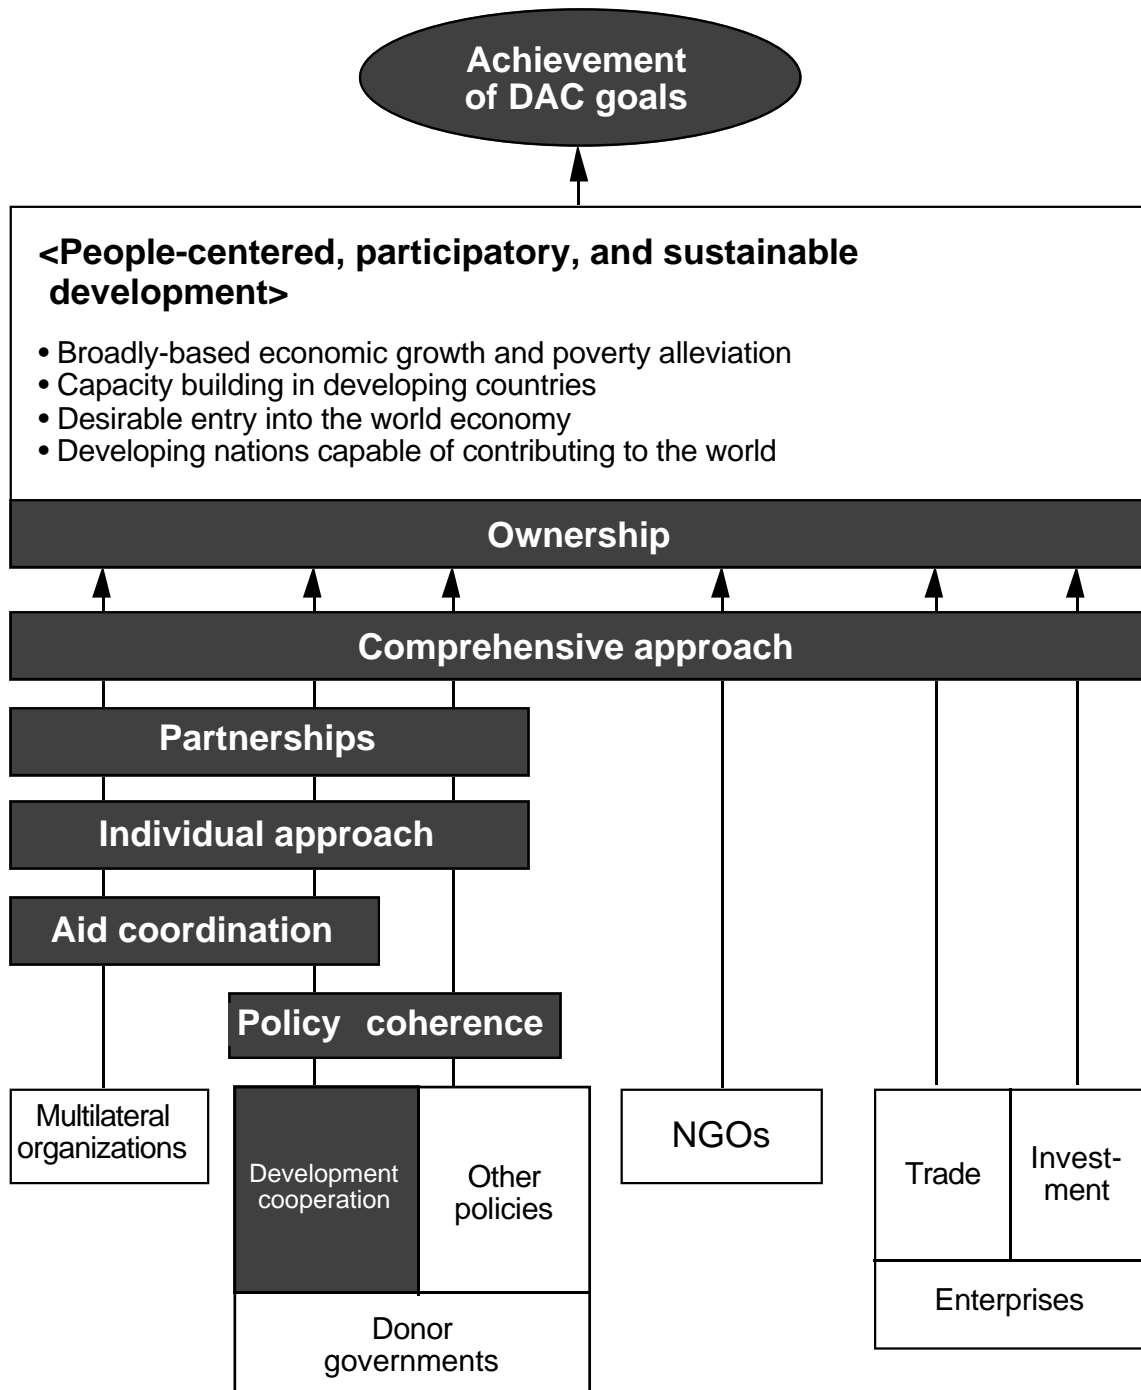 Achievement
of DAC goals
<People-centered, participatory, and sustainable
development>
• Broadly-based economic growth and poverty alleviation
• Capacity building in developing countries
• Desirable entry into the world economy
• Developing nations capable of contributing to the world
Ownership
Comprehensive approach
Partnerships
Individual approach
Aid coordination
Policy coherence
Multilateral
organizations
Development
cooperation
Other
policies
Donor
governments
NGOs
Trade
Invest-
ment
Enterprises